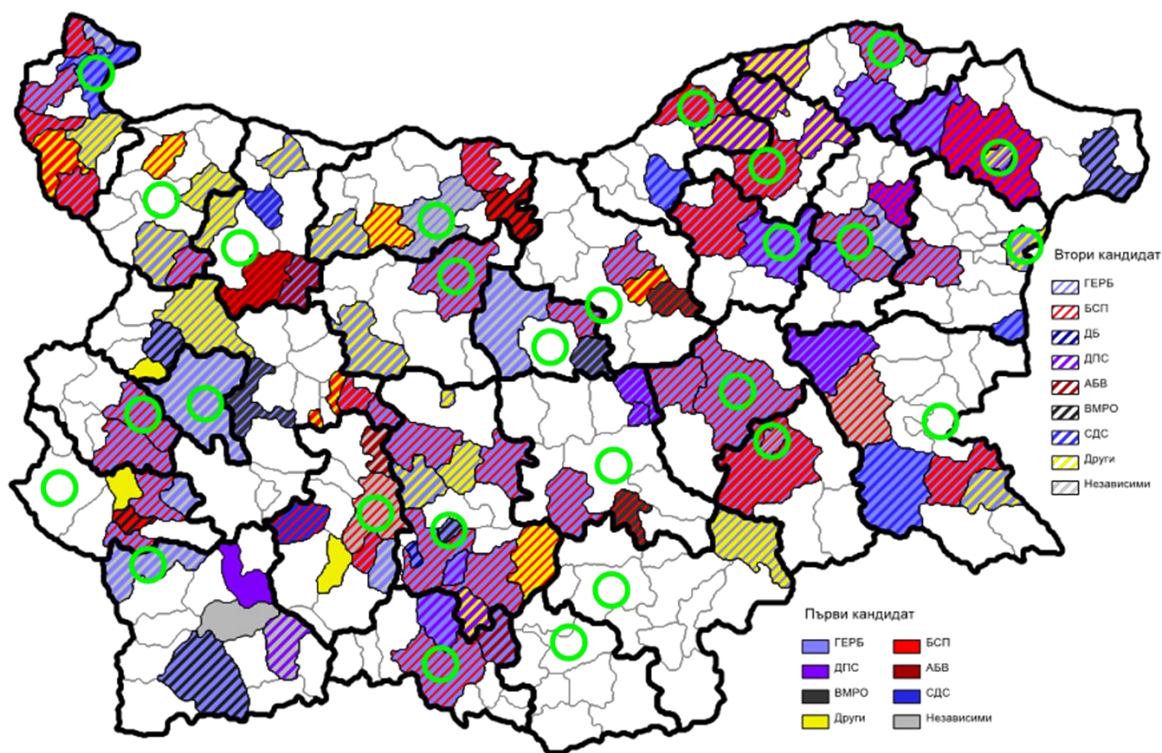 Втори кандидат
ГЕРБ
БСП
ДБ
ДПС
АБВ
ВМРО
СДС
Други
Независими
Първи кандидат
ГЕРБ
БСП
ДПС
АБВ
ВМРО
СДС
Други
Независими